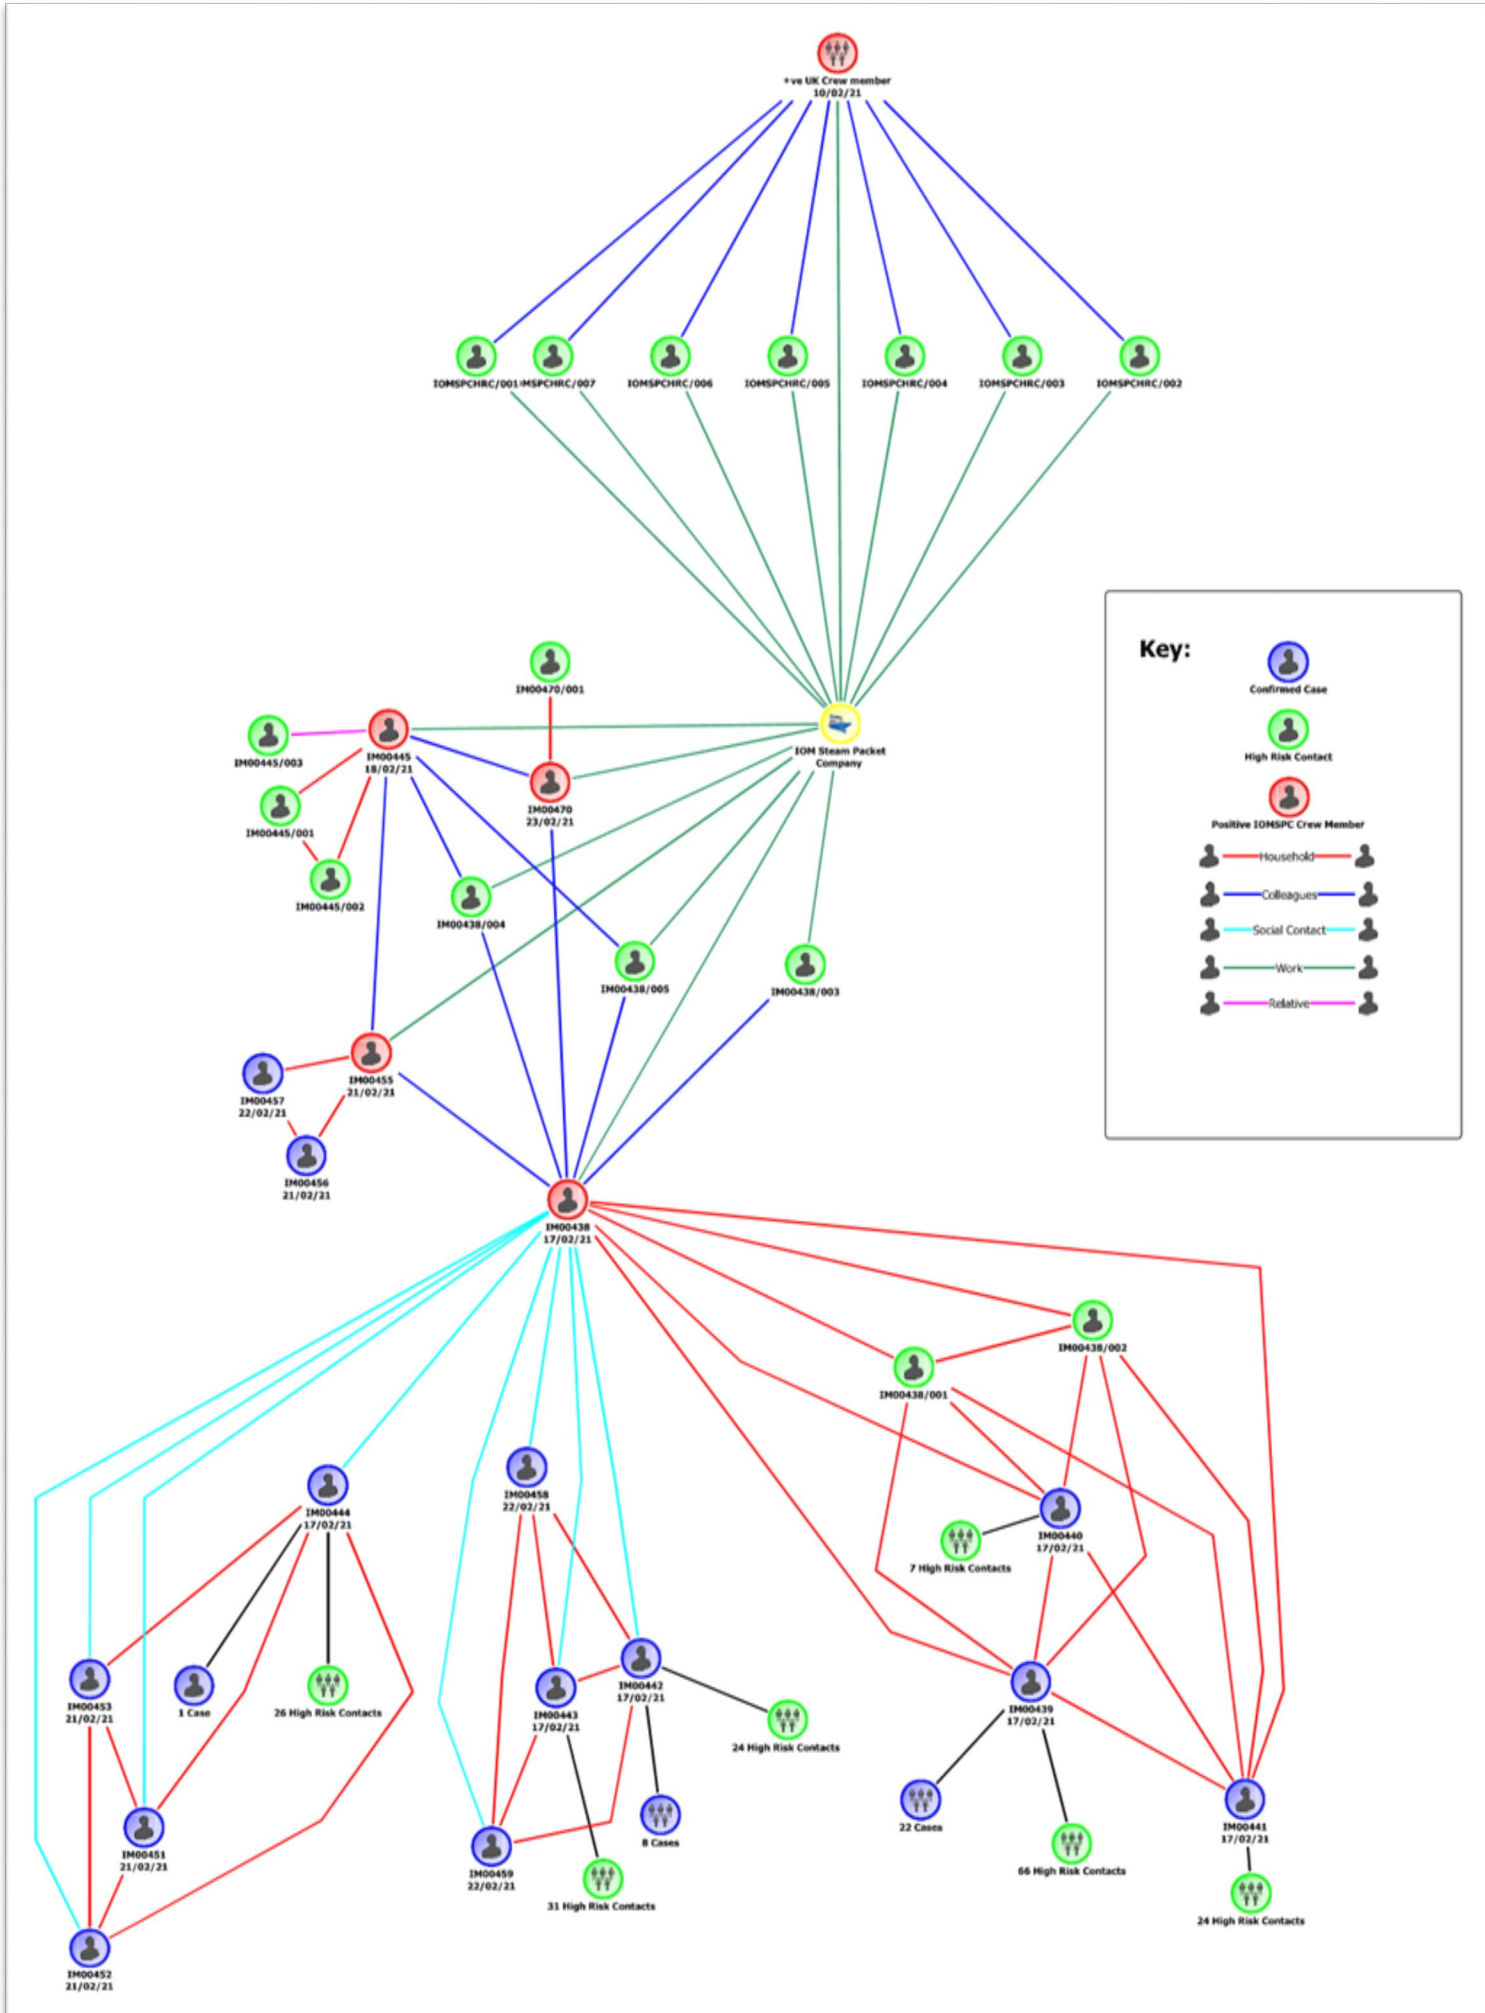 +ve UK Crew member
10/02/21
IOMSPCHRC/001
MSPCHRC/007
IOMSPCHRC/006
IOMSPCHRC/005
IOMSPCHRC/004
IOMSPCHRC/003
IOMSPCHRC/002
IM00470/001
IM00445/003
IM00445
18/02/21
IOM Steam Packet
Company
IM00470
23/02/21
IM00445/001
IM00445/002
IM00438/004
IM00438/005
IM00438/003
IM00455
21/02/21
IM00457
22/02/21
IM00456
21/02/21
IM00438
17/02/21
Key:
Confirmed Case
High Risk Contact
Positive IOMSPC Crew Member
Household
Colleagues
Social Contact
Work
Relative
IM00438/002
IM00438/001
IM00444
17/02/21
IM00458
22/02/21
IM00440
17/02/21
7 High Risk Contacts
IM00453
21/02/21
1 Case
26 High Risk Contacts
IM00443
17/02/21
IM00442
17/02/21
24 High Risk Contacts
IM00439
17/02/21
IM00451
21/02/21
IM00459
22/02/21
8 Cases
31 High Risk Contacts
22 Cases
66 High Risk Contacts
IM00441
17/02/21
24 High Risk Contacts
IM00452
21/02/21